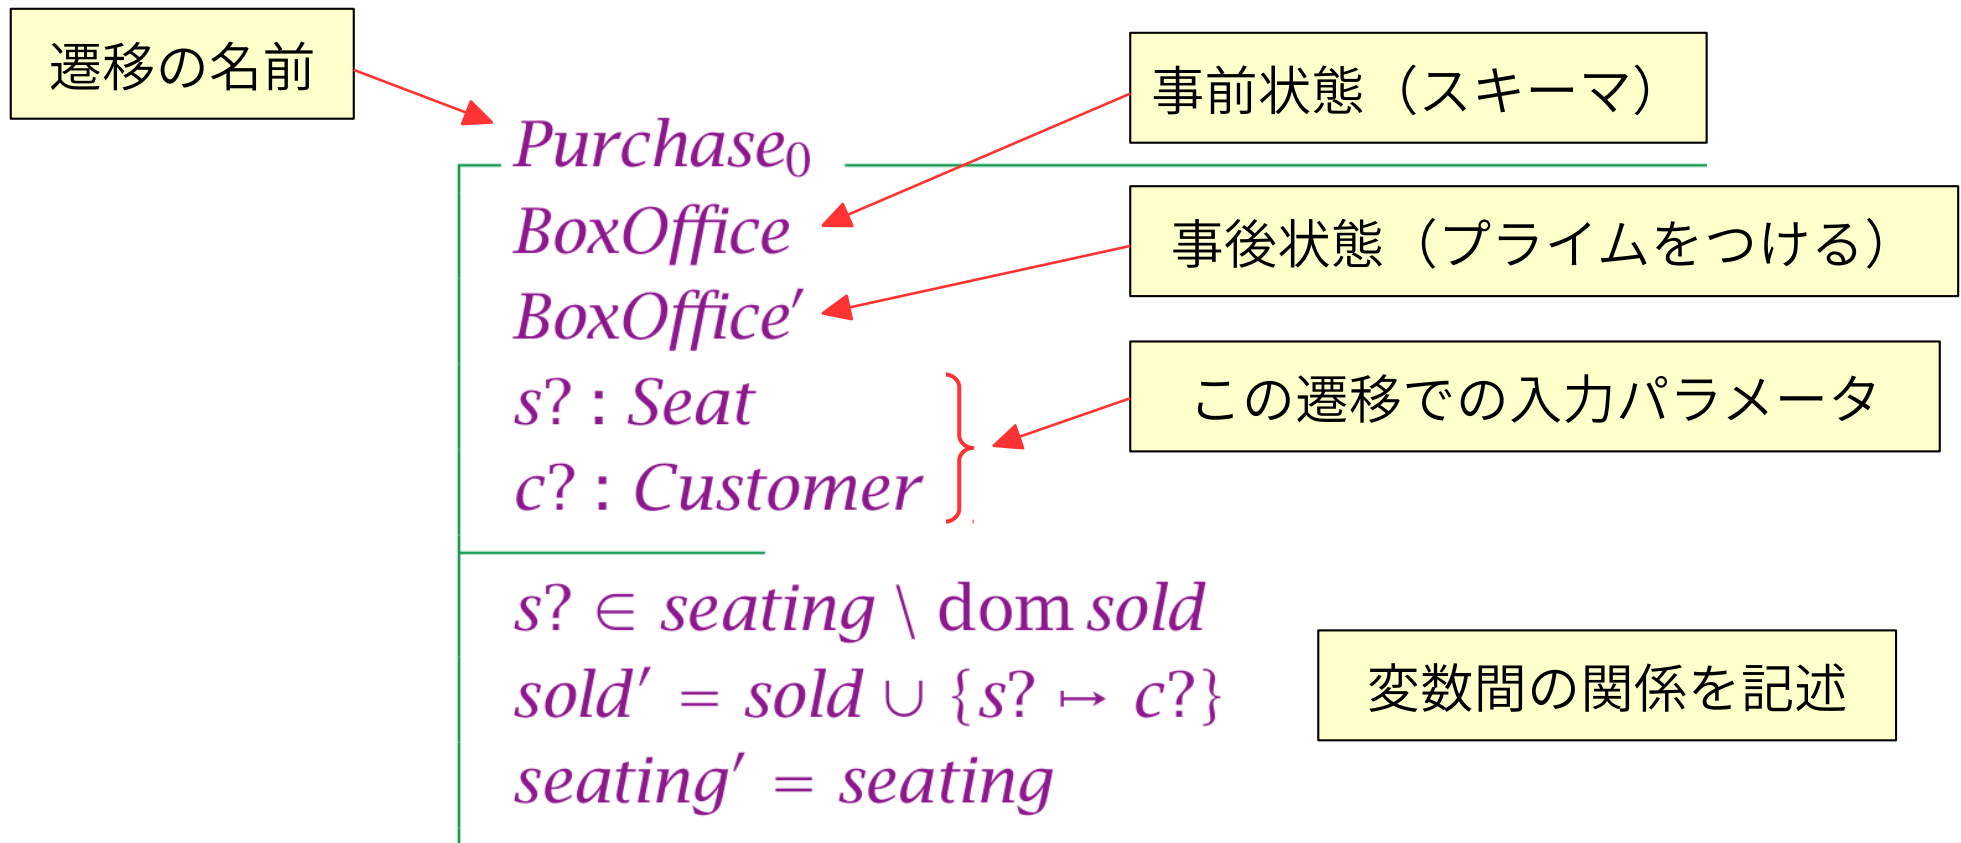 遷移の名前
事前状態（スキーマ）
Purchase₀
BoxOffice
事後状態（プライムをつける）
BoxOffice′
s? : Seat
この遷移での入力パラメータ
c? : Customer
s? ∈ seating \ dom sold
sold′ = sold ∪ {s? ↦ c?}
変数間の関係を記述
seating′ = seating